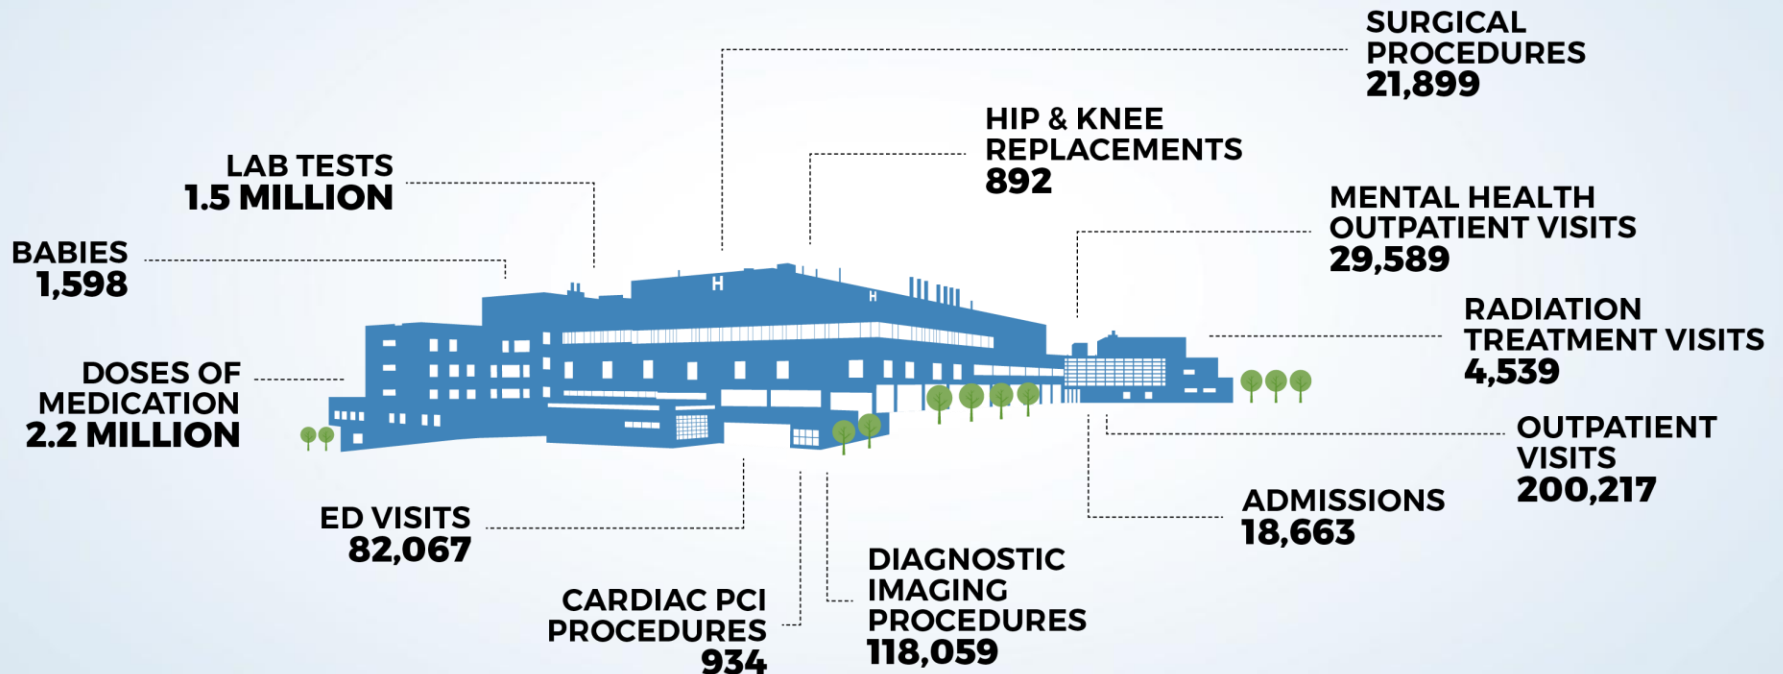 SURGICAL
PROCEDURES
21,899
HIP & KNEE
REPLACEMENTS
892
LAB TESTS
1.5 MILLION
MENTAL HEALTH
OUTPATIENT VISITS
29,589
BABIES
1,598
RADIATION
TREATMENT VISITS
4,539
DOSES OF
MEDICATION
2.2 MILLION
OUTPATIENT
VISITS
200,217
ADMISSIONS
18,663
ED VISITS
82,067
DIAGNOSTIC
IMAGING
PROCEDURES
118,059
CARDIAC PCI
PROCEDURES
934
H
H